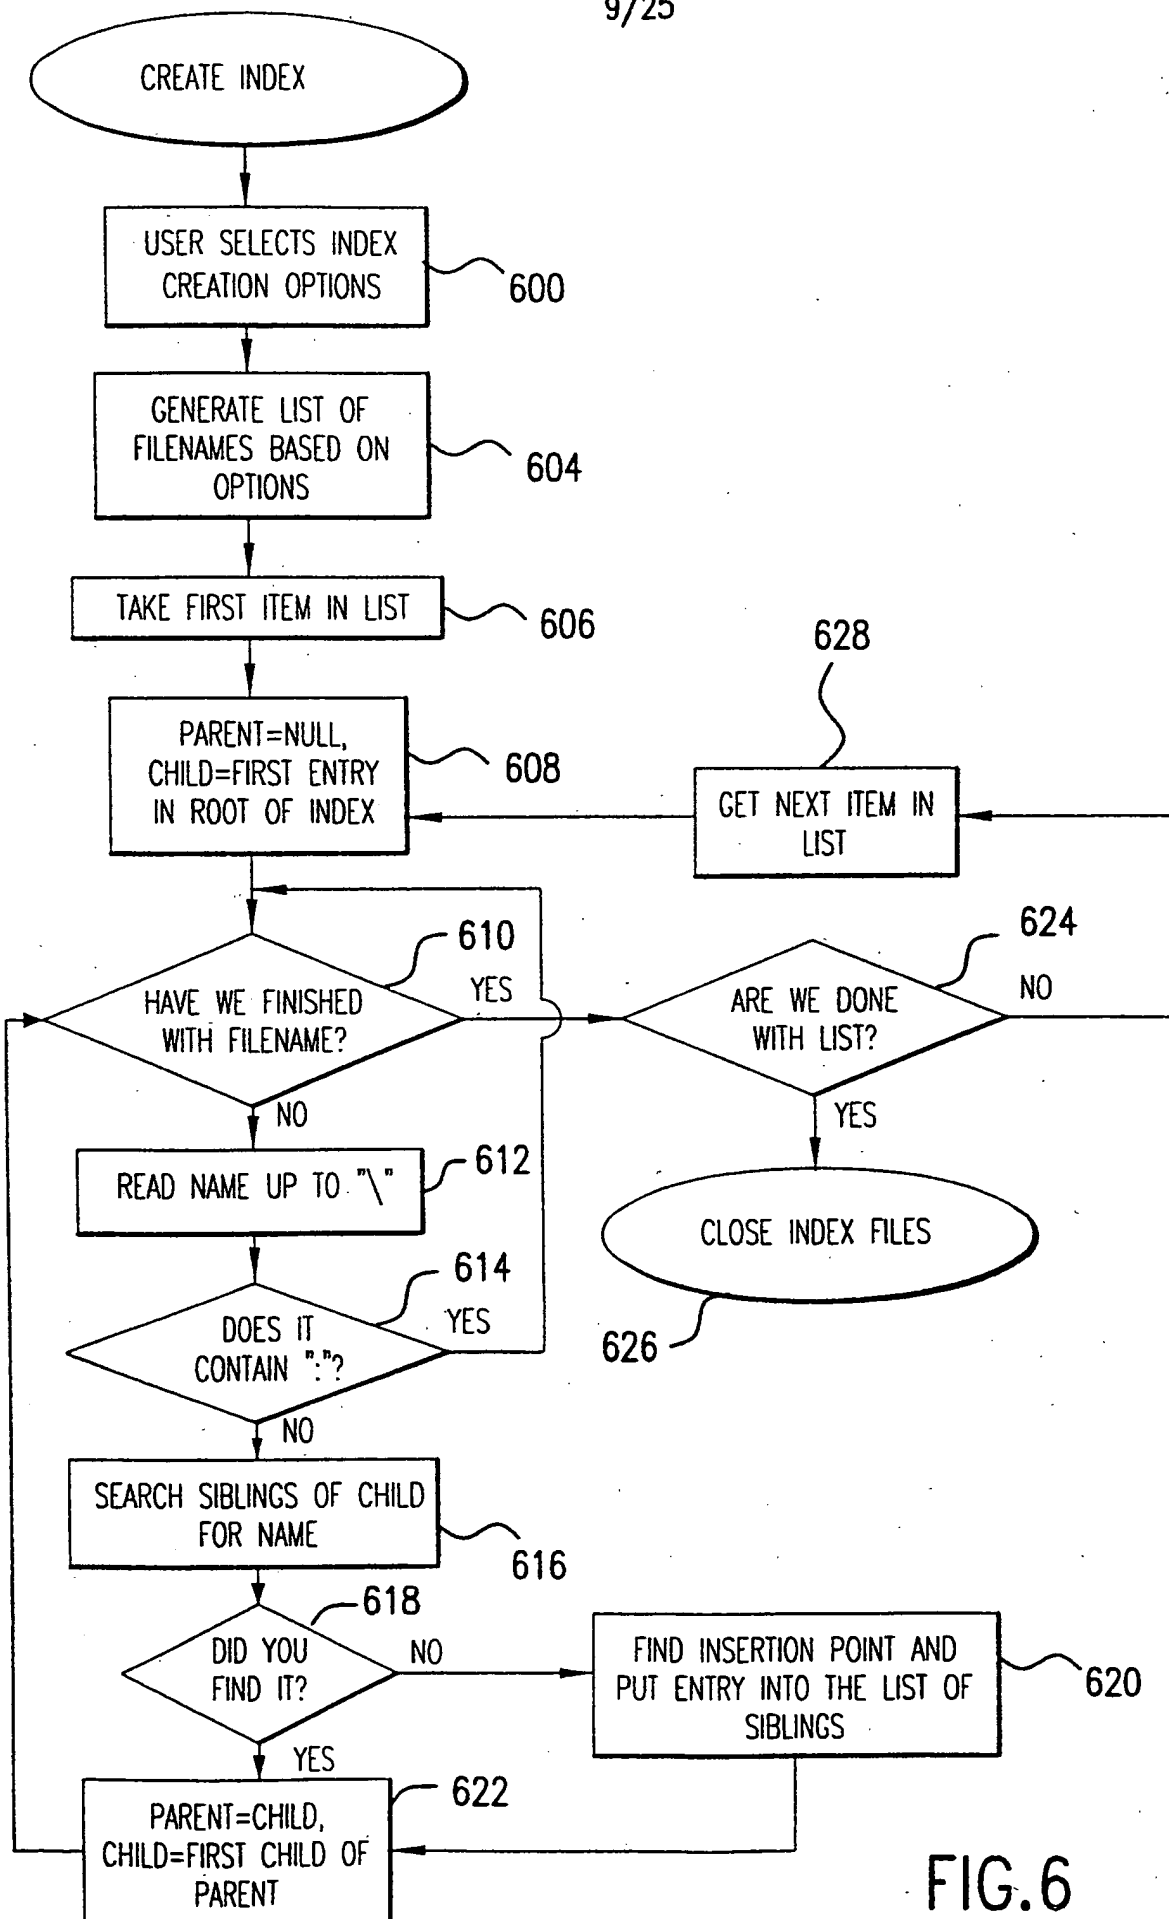 9/25
CREATE INDEX
USER SELECTS INDEX
CREATION OPTIONS
600
GENERATE LIST OF
FILENAMES BASED ON
OPTIONS
604
TAKE FIRST ITEM IN LIST
606
628
PARENT=NULL,
CHILD=FIRST ENTRY
IN ROOT OF INDEX
608
GET NEXT ITEM IN
LIST
610
624
HAVE WE FINISHED
WITH FILENAME?
YES
ARE WE DONE
WITH LIST?
NO
NO
YES
READ NAME UP TO "\"
612
CLOSE INDEX FILES
626
614
DOES IT
CONTAIN ":"?
YES
NO
SEARCH SIBLINGS OF CHILD
FOR NAME
616
618
DID YOU
FIND IT?
NO
FIND INSERTION POINT AND
PUT ENTRY INTO THE LIST OF
SIBLINGS
620
YES
622
PARENT=CHILD,
CHILD=FIRST CHILD OF
PARENT
FIG.6